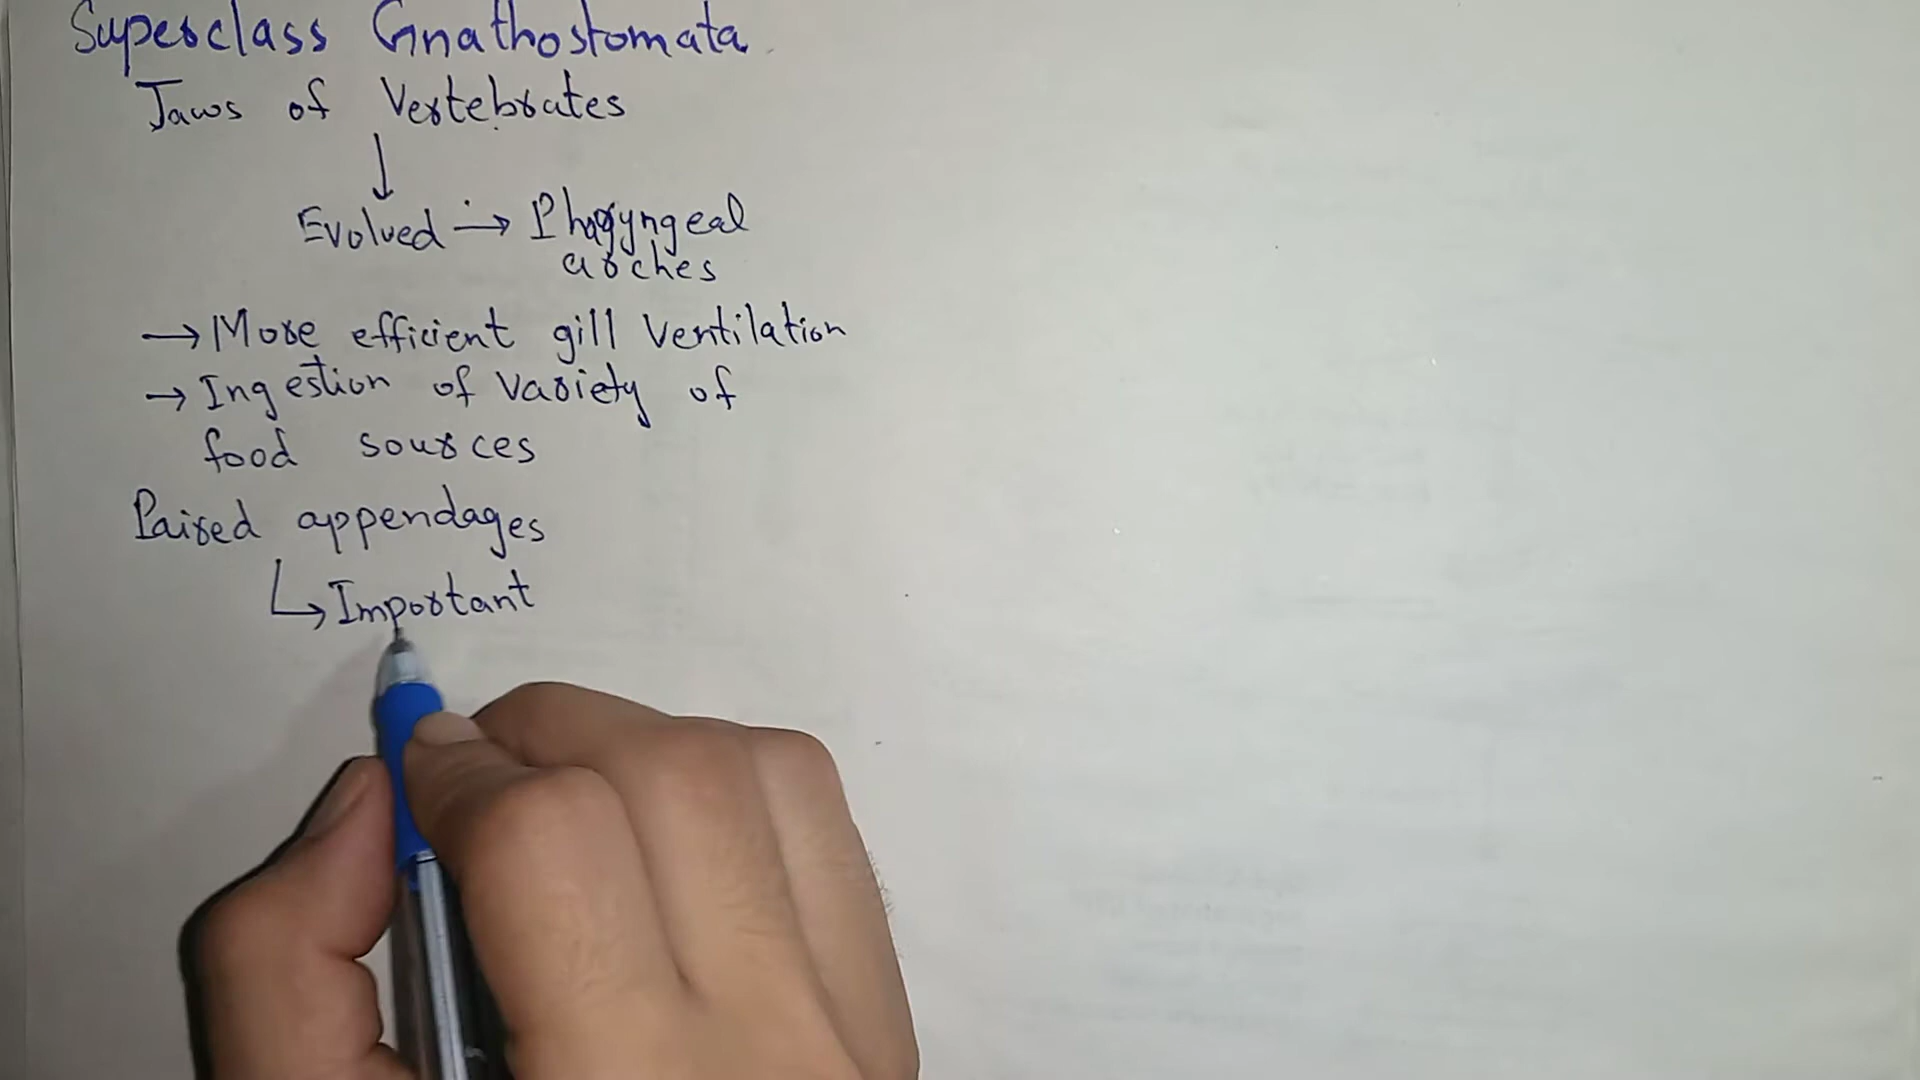 Superclass Gnathostomata
Jaws of Vertebrates
↓
Evolved → Pharyngeal
arches
→ More efficient gill Ventilation
→ Ingestion of Variety of
food sources
Paired appendages
↳ Important